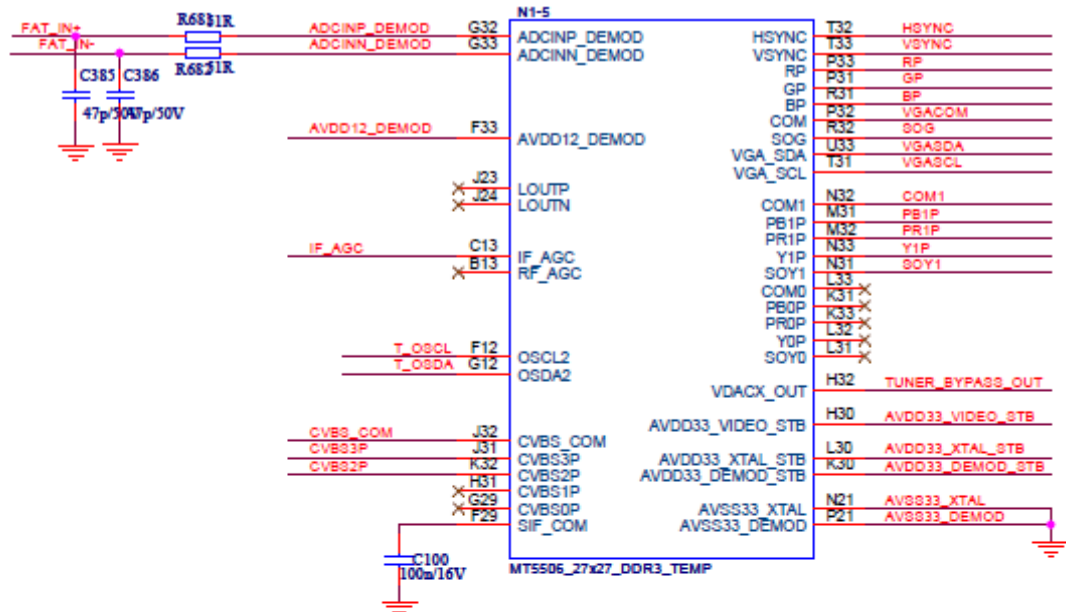 N1-5
FAT_IN+
FAT_IN-
51R
ADCINP_DEMOD G32 ADCINP_DEMOD
ADCINN_DEMOD G33 ADCINN_DEMOD
C385 C386
47p/50V 47p/50V
AVDD12_DEMOD F33 AVDD12_DEMOD
J23 LOUTP
J24 LOUTN
IF_AGC C13 IF_AGC
B13 RF_AGC
T_OSCL F12 OSCL2
T_OSDA G12 OSDA2
CVBS_COM J32 CVBS_COM
CVBS3P J31 CVBS3P
CVBS2P K32 CVBS2P
H31 CVBS1P
G29 CVBS0P
F29 SIF_COM
C100
100n/16V
HSYNC T32 HSYNC
VSYNC T33 VSYNC
RP P33 RP
GP P31 GP
BP R31 BP
COM P32 VGACOM
SOG R32 SOG
VGA_SDA U33 VGASDA
VGA_SCL T31 VGASCL
COM1 N32 COM1
PB1P M31 PB1P
PR1P M32 PR1P
Y1P N33 Y1P
SOY1 N31 SOY1
COM0 L33
PB0P K31
PR0P K33
Y0P L32
SOY0 L31
VDACX_OUT H32 TUNER_BYPASS_OUT
AVDD33_VIDEO_STB H30 AVDD33_VIDEO_STB
AVDD33_XTAL_STB L30 AVDD33_XTAL_STB
AVDD33_DEMOD_STB K30 AVDD33_DEMOD_STB
AVSS33_XTAL N21 AVSS33_XTAL
AVSS33_DEMOD P21 AVSS33_DEMOD
MT5506_27x27_DDR3_TEMP